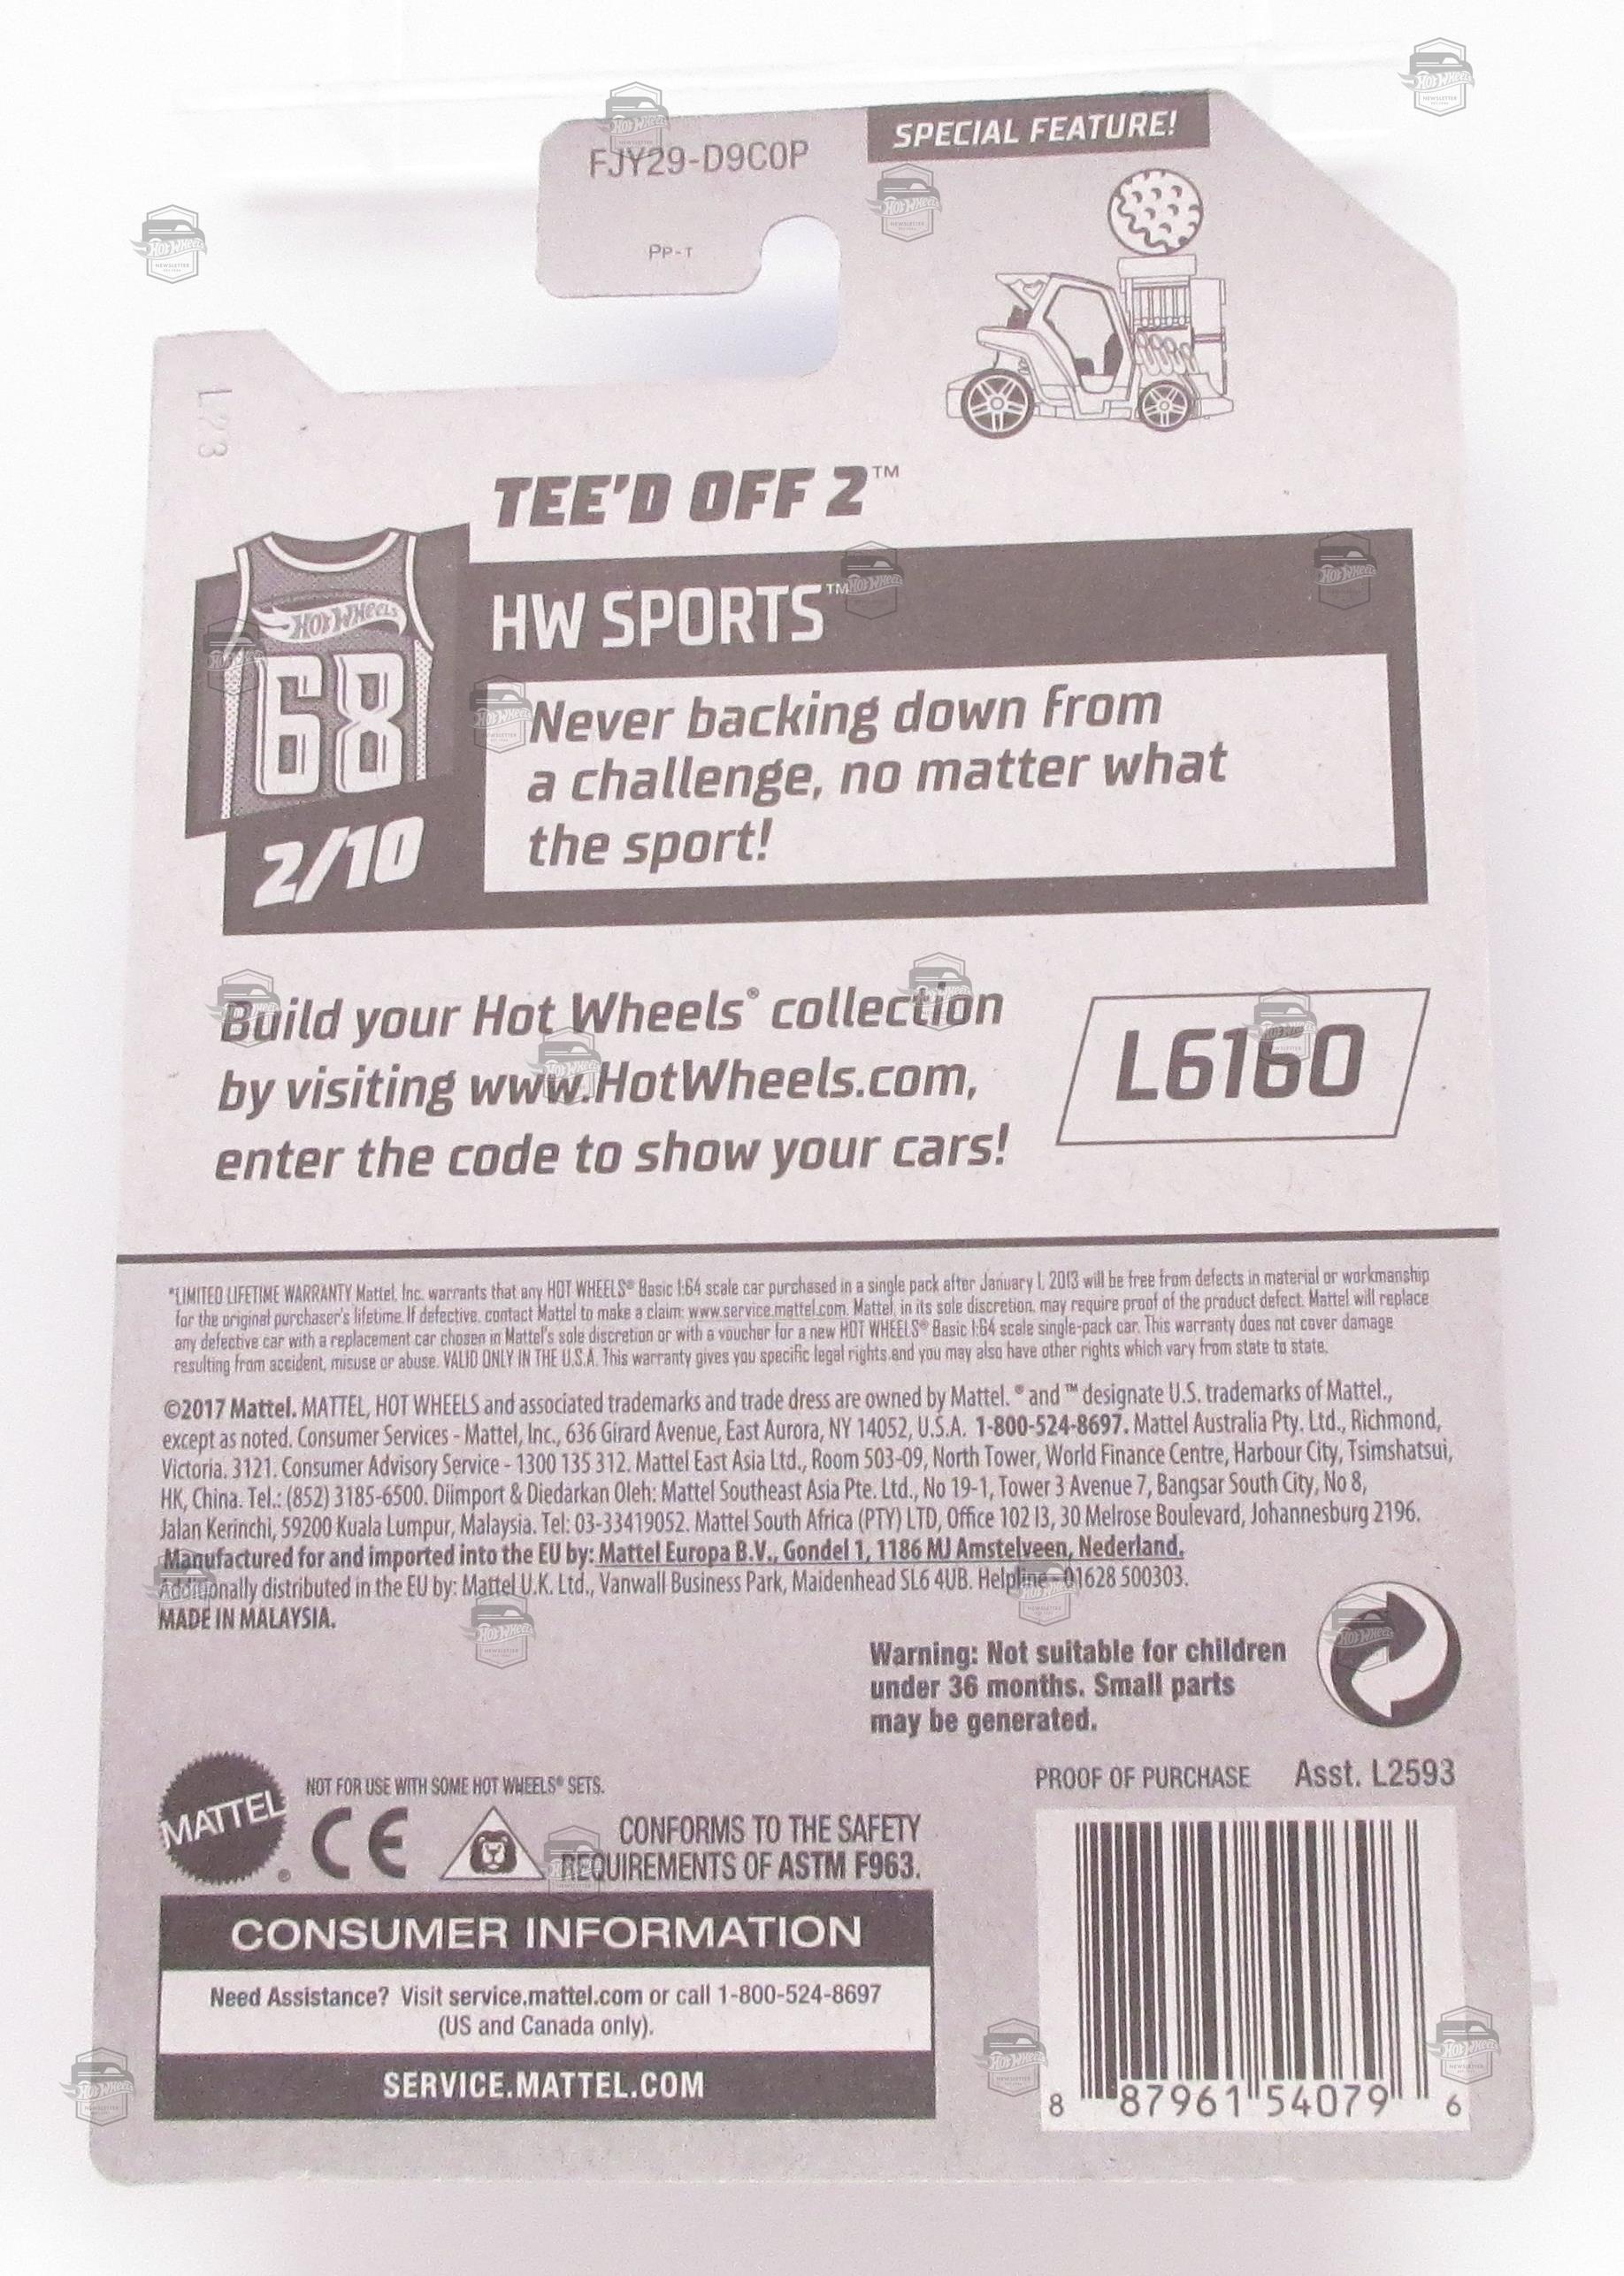 SPECIAL FEATURE!
FJY29-D9C0P
PP-T
L23
TEE'D OFF 2™
HW SPORTS™
Hot Wheels
68
2/10
Never backing down from
a challenge, no matter what
the sport!
Build your Hot Wheels® collection
by visiting www.HotWheels.com,
enter the code to show your cars!
L6160
*LIMITED LIFETIME WARRANTY Mattel, Inc. warrants that any HOT WHEELS® Basic 1:64 scale car purchased in a single pack after January 1, 2013 will be free from defects in material or workmanship
for the original purchaser's lifetime. If defective, contact Mattel to make a claim: www.service.mattel.com. Mattel, in its sole discretion, may require proof of the product defect. Mattel will replace
any defective car with a replacement car chosen in Mattel's sole discretion or with a voucher for a new HOT WHEELS® Basic 1:64 scale single-pack car. This warranty does not cover damage
resulting from accident, misuse or abuse. VALID ONLY IN THE U.S.A. This warranty gives you specific legal rights and you may also have other rights which vary from state to state.
©2017 Mattel. MATTEL, HOT WHEELS and associated trademarks and trade dress are owned by Mattel. ® and ™ designate U.S. trademarks of Mattel.,
except as noted. Consumer Services - Mattel, Inc., 636 Girard Avenue, East Aurora, NY 14052, U.S.A. 1-800-524-8697. Mattel Australia Pty. Ltd., Richmond,
Victoria. 3121. Consumer Advisory Service - 1300 135 312. Mattel East Asia Ltd., Room 503-09, North Tower, World Finance Centre, Harbour City, Tsimshatsui,
HK, China. Tel.: (852) 3185-6500. Diimport & Diedarkan Oleh: Mattel Southeast Asia Pte. Ltd., No 19-1, Tower 3 Avenue 7, Bangsar South City, No 8,
Jalan Kerinchi, 59200 Kuala Lumpur, Malaysia. Tel: 03-33419052. Mattel South Africa (PTY) LTD, Office 102 I3, 30 Melrose Boulevard, Johannesburg 2196.
Manufactured for and imported into the EU by: Mattel Europa B.V., Gondel 1, 1186 MJ Amstelveen, Nederland.
Additionally distributed in the EU by: Mattel U.K. Ltd., Vanwall Business Park, Maidenhead SL6 4UB. Helpline - 01628 500303.
MADE IN MALAYSIA.
Warning: Not suitable for children
under 36 months. Small parts
may be generated.
PROOF OF PURCHASE Asst. L2593
MATTEL®
NOT FOR USE WITH SOME HOT WHEELS® SETS.
CE
CONFORMS TO THE SAFETY
REQUIREMENTS OF ASTM F963.
CONSUMER INFORMATION
Need Assistance? Visit service.mattel.com or call 1-800-524-8697
(US and Canada only).
SERVICE.MATTEL.COM
8 87961 54079 6